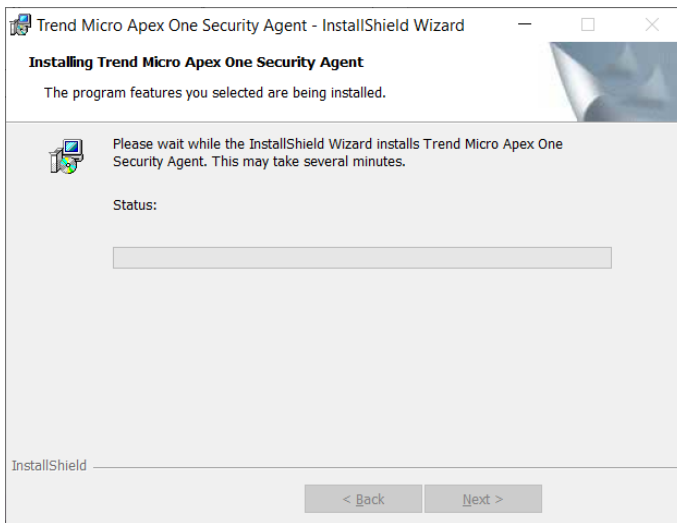 Trend Micro Apex One Security Agent - InstallShield Wizard
Installing Trend Micro Apex One Security Agent
The program features you selected are being installed.
Please wait while the InstallShield Wizard installs Trend Micro Apex One
Security Agent. This may take several minutes.
Status:
InstallShield
< Back
Next >